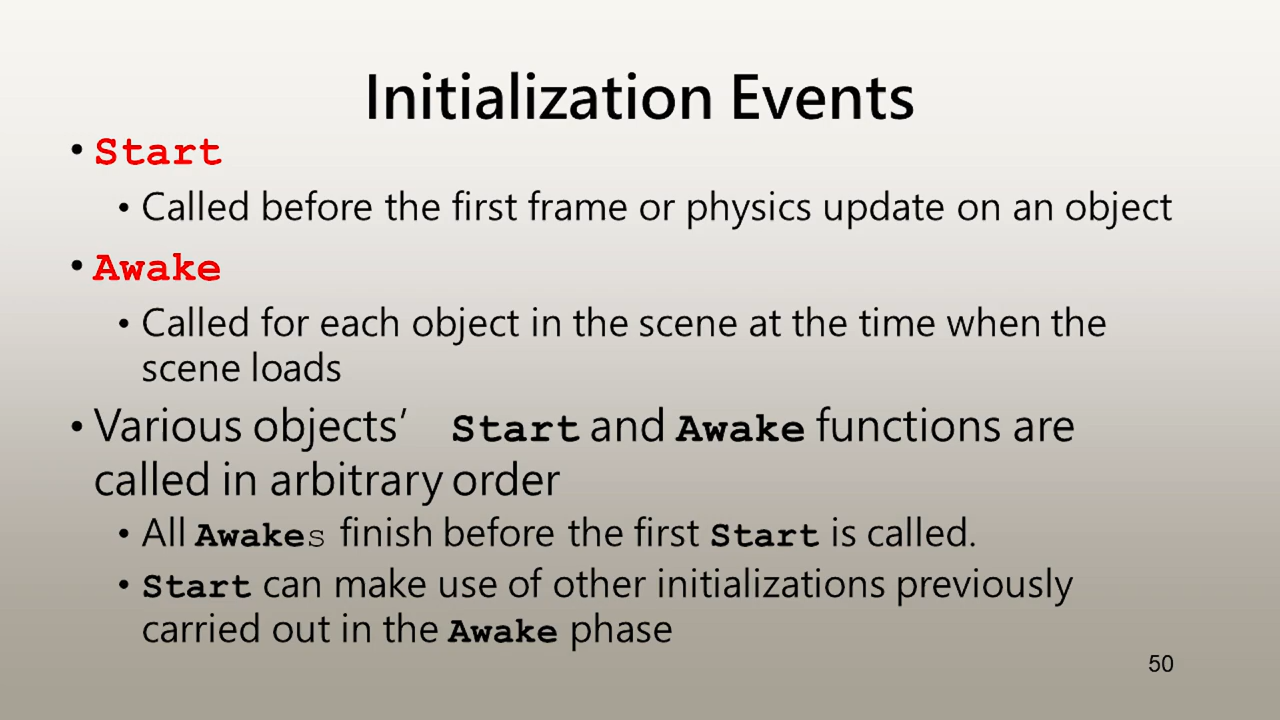 Initialization Events
• Start
• Called before the first frame or physics update on an object
• Awake
• Called for each object in the scene at the time when the
scene loads
• Various objects’ Start and Awake functions are
called in arbitrary order
• All Awakes finish before the first Start is called.
• Start can make use of other initializations previously
carried out in the Awake phase
50